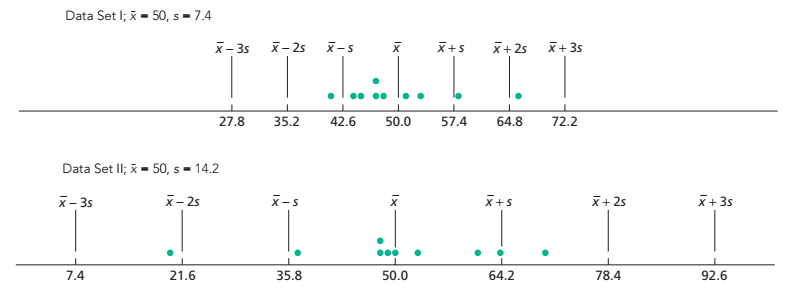 Data Set I; x̄ = 50, s = 7.4
x̄ – 3s x̄ – 2s x̄ – s x̄ x̄ + s x̄ + 2s x̄ + 3s
27.8 35.2 42.6 50.0 57.4 64.8 72.2
Data Set II; x̄ = 50, s = 14.2
x̄ – 3s x̄ – 2s x̄ – s x̄ x̄ + s x̄ + 2s x̄ + 3s
7.4 21.6 35.8 50.0 64.2 78.4 92.6